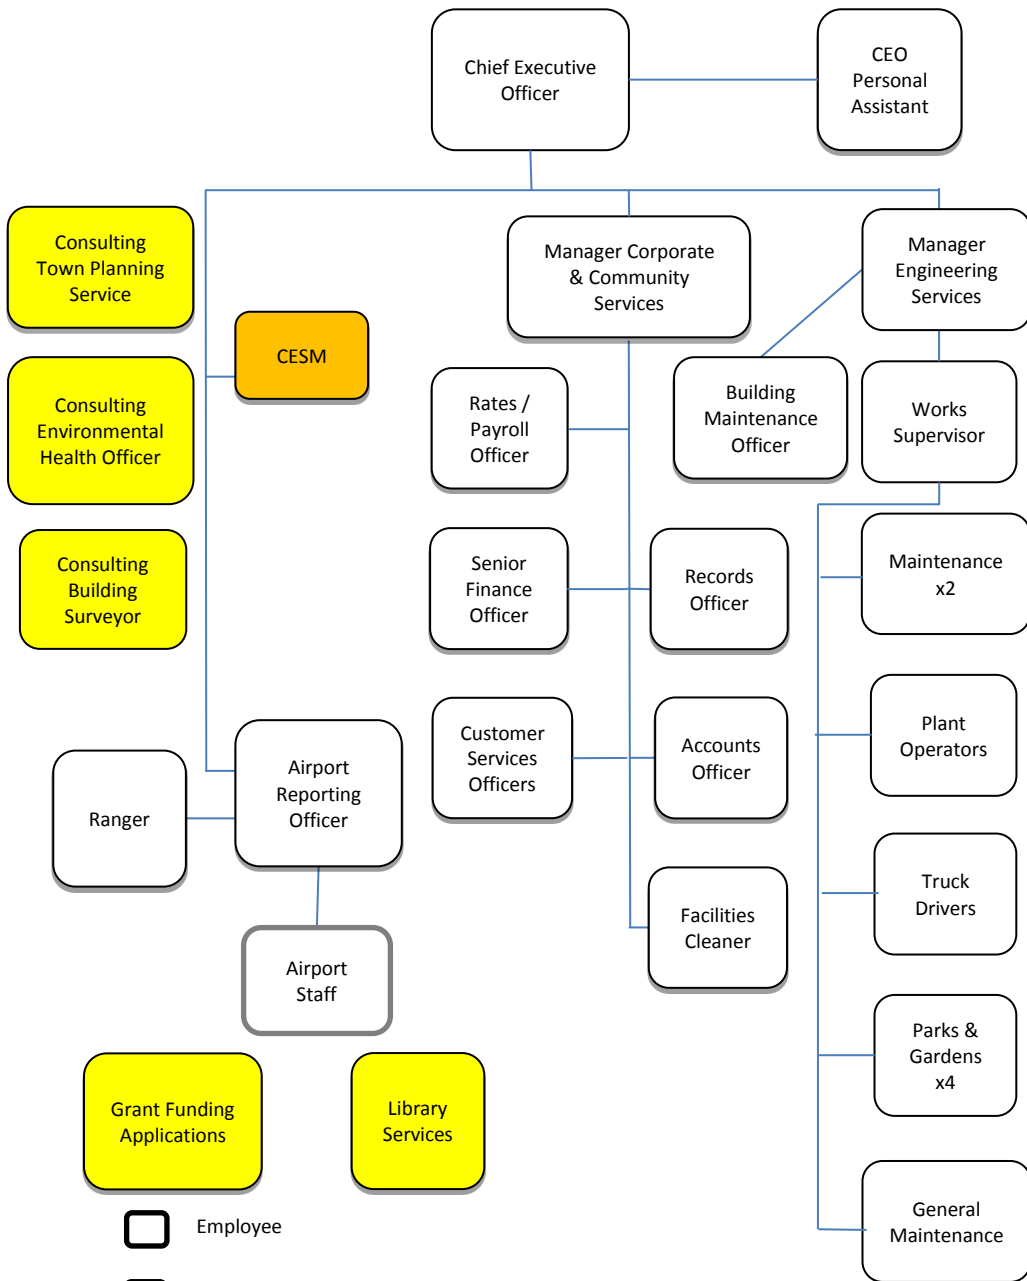 Chief Executive
Officer
CEO
Personal
Assistant
Consulting
Town Planning
Service
Manager Corporate
& Community
Services
Manager
Engineering
Services
CESM
Consulting
Environmental
Health Officer
Rates /
Payroll
Officer
Building
Maintenance
Officer
Works
Supervisor
Consulting
Building
Surveyor
Senior
Finance
Officer
Records
Officer
Maintenance
x2
Ranger
Airport
Reporting
Officer
Customer
Services
Officers
Accounts
Officer
Plant
Operators
Airport
Staff
Facilities
Cleaner
Truck
Drivers
Grant Funding
Applications
Library
Services
Parks &
Gardens
x4
Employee
General
Maintenance